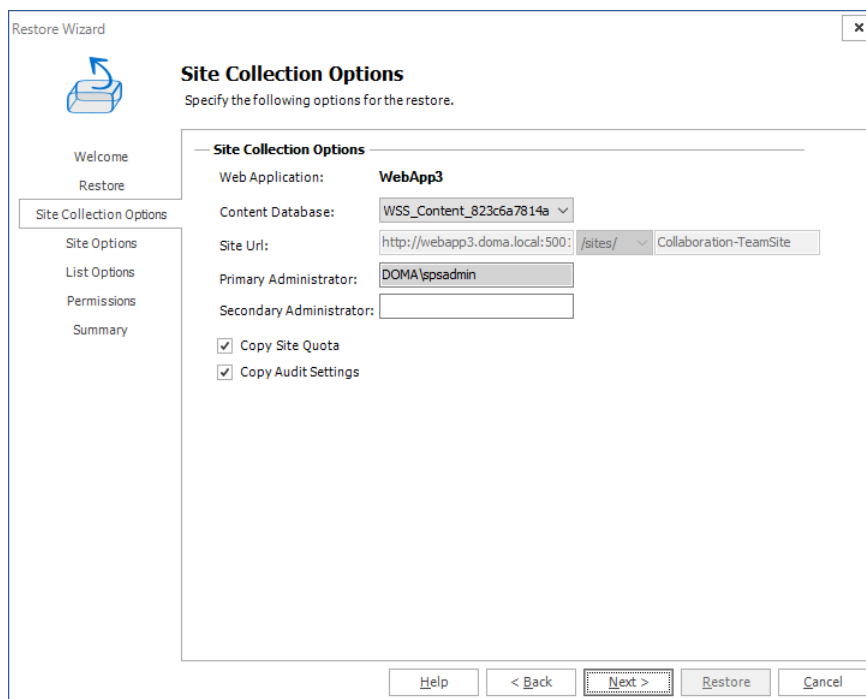 Restore Wizard
Site Collection Options
Specify the following options for the restore.
Welcome
Restore
Site Collection Options
Site Options
List Options
Permissions
Summary
Site Collection Options
Web Application: WebApp3
Content Database: WSS_Content_823c6a7814a
Site Url: http://webapp3.doma.local:5001 /sites/ Collaboration-TeamSite
Primary Administrator: DOMA\spsadmin
Secondary Administrator:
Copy Site Quota
Copy Audit Settings
Help < Back Next > Restore Cancel